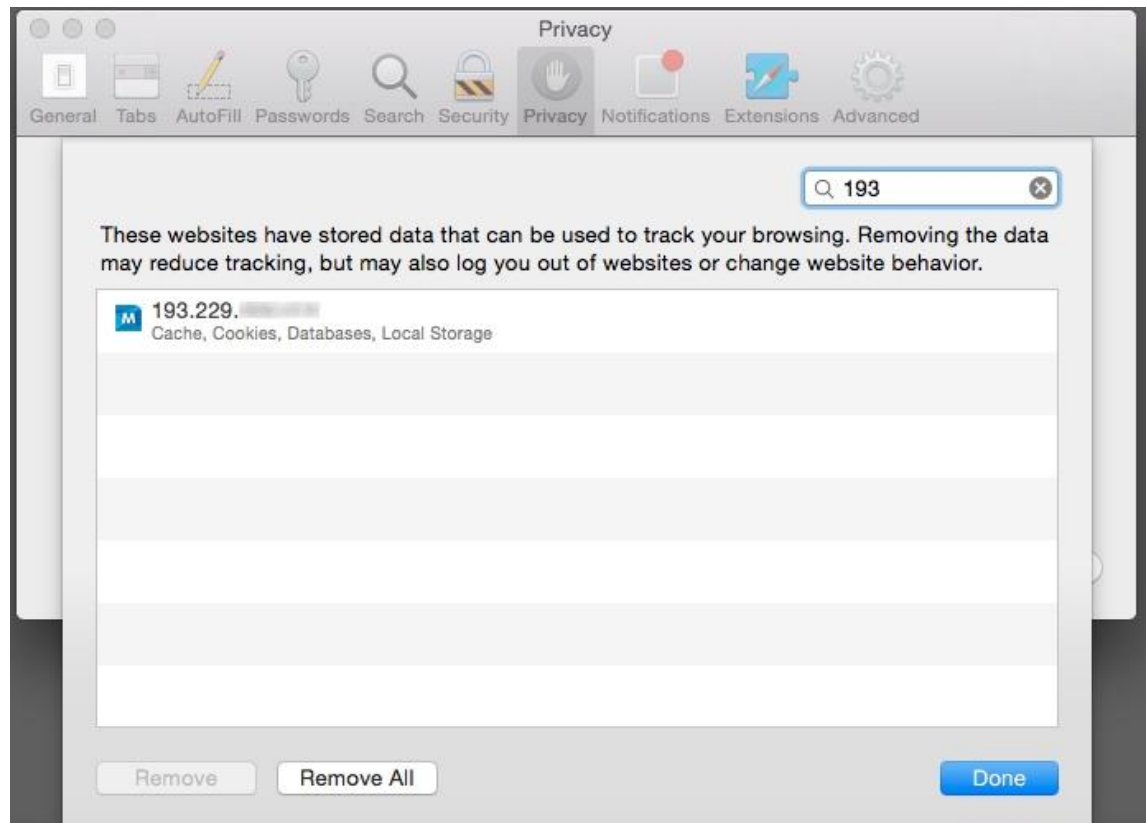 Privacy
General Tabs AutoFill Passwords Search Security Privacy Notifications Extensions Advanced
193
These websites have stored data that can be used to track your browsing. Removing the data
may reduce tracking, but may also log you out of websites or change website behavior.
M
193.229.
Cache, Cookies, Databases, Local Storage
Remove Remove All Done